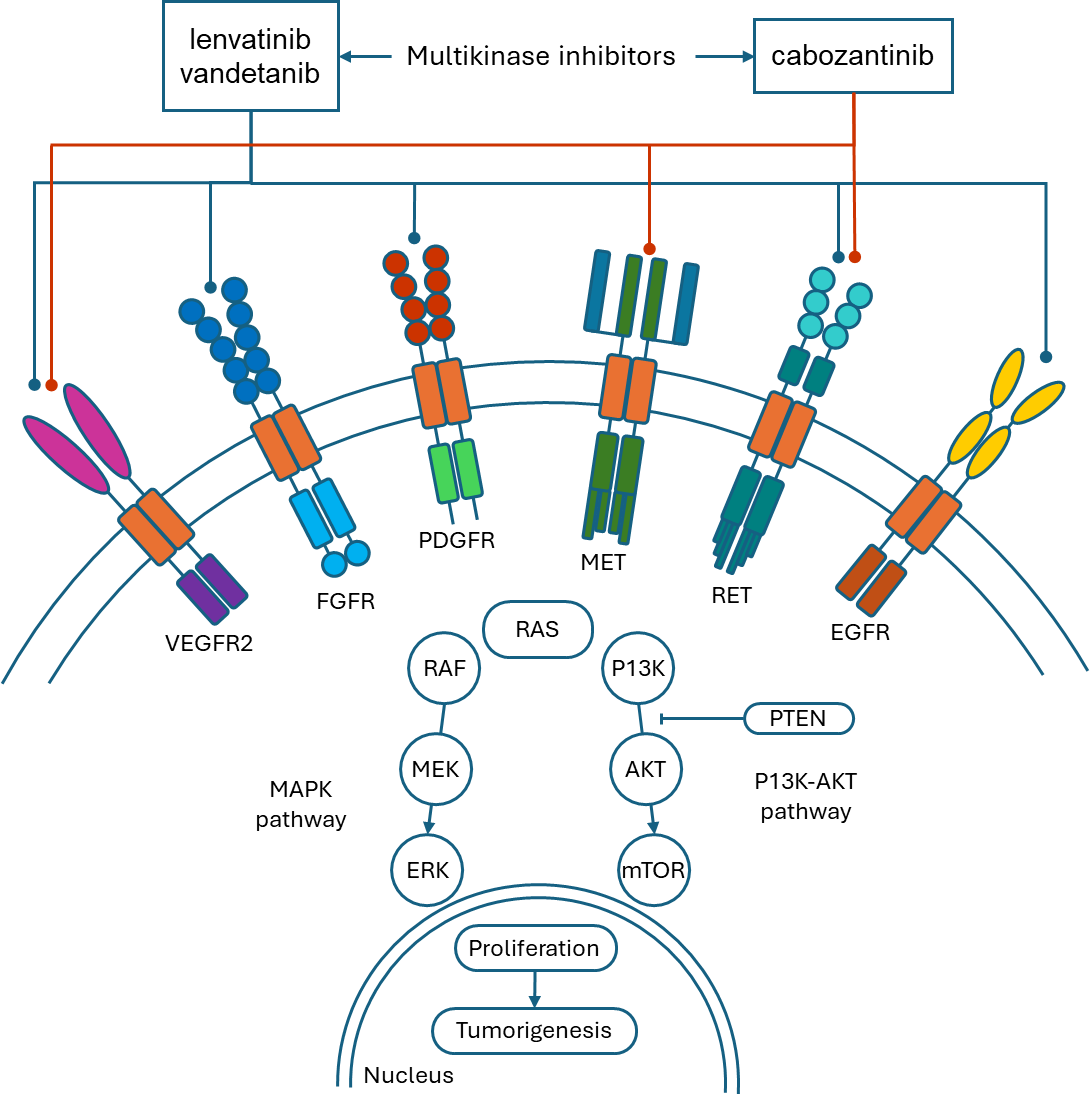 lenvatinib
vandetanib
Multikinase inhibitors
cabozantinib
PDGFR
MET
RET
FGFR
EGFR
VEGFR2
RAS
RAF
P13K
PTEN
MEK
AKT
MAPK
pathway
P13K-AKT
pathway
ERK
mTOR
Proliferation
Tumorigenesis
Nucleus